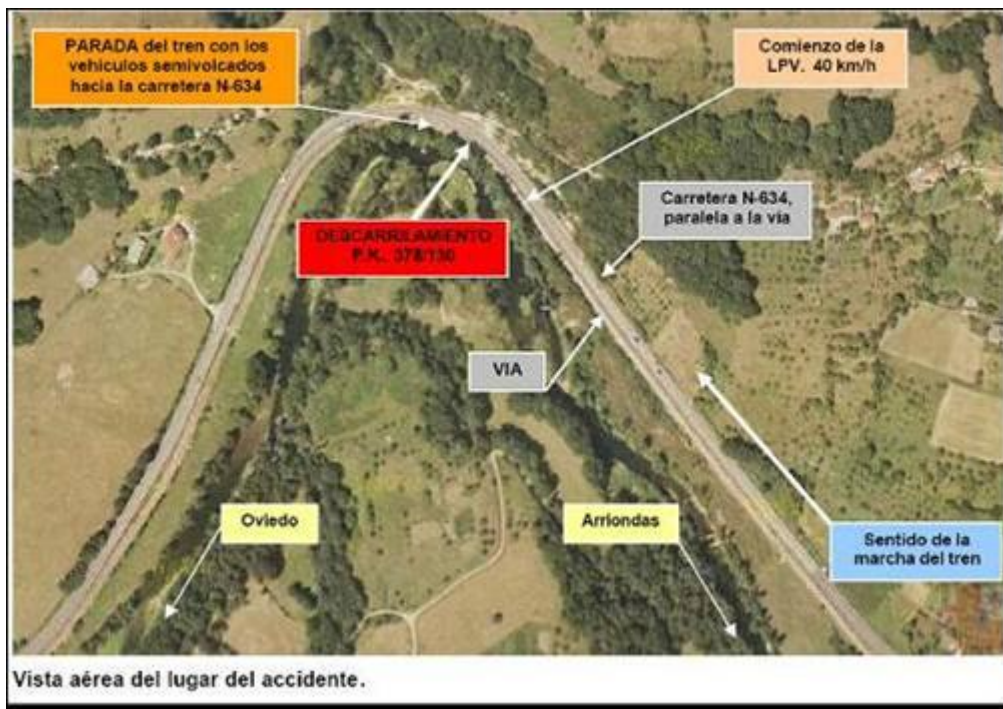 PARADA del tren con los
vehículos semivolcados
hacia la carretera N-634
Comienzo de la
LPV. 40 km/h
Carretera N-634,
paralela a la vía
DESCARRILAMIENTO
P.K. 378/150
VIA
Oviedo
Arriondas
Sentido de la
marcha del tren
Vista aérea del lugar del accidente.